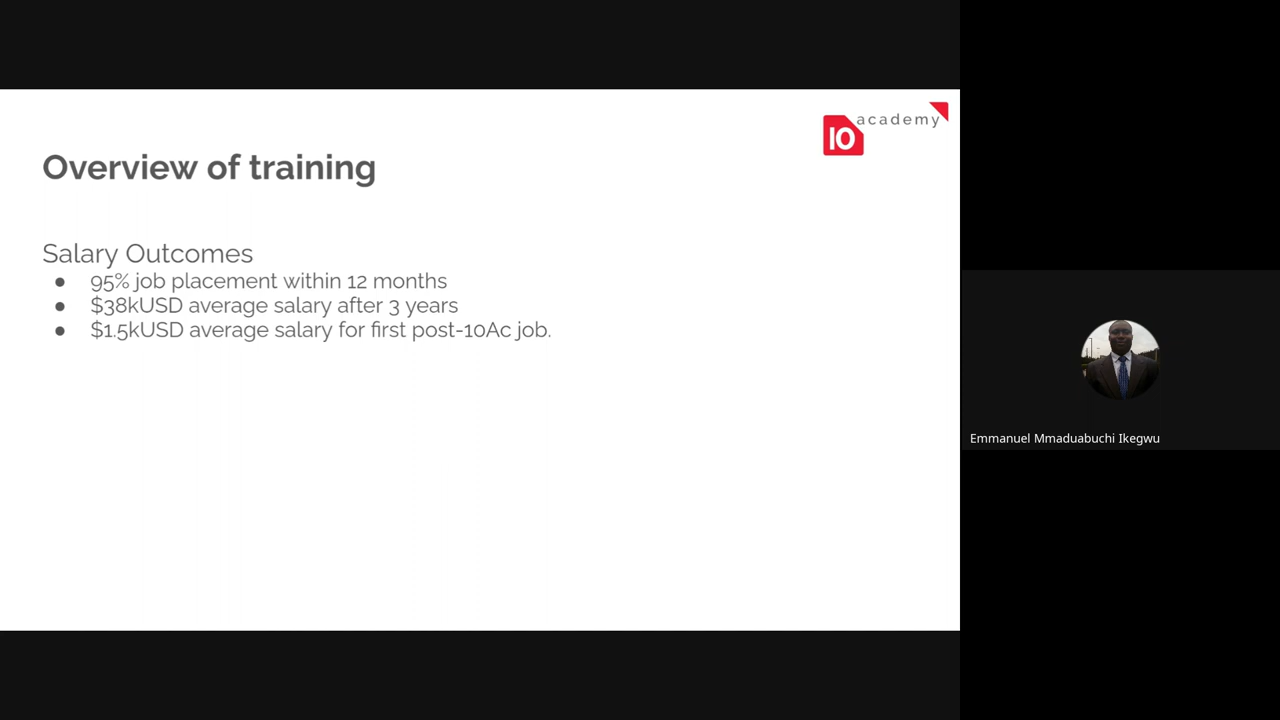 academy
10
Overview of training
Salary Outcomes
● 95% job placement within 12 months
● $38kUSD average salary after 3 years
● $1.5kUSD average salary for first post-10Ac job.
Emmanuel Mmaduabuchi Ikegwu